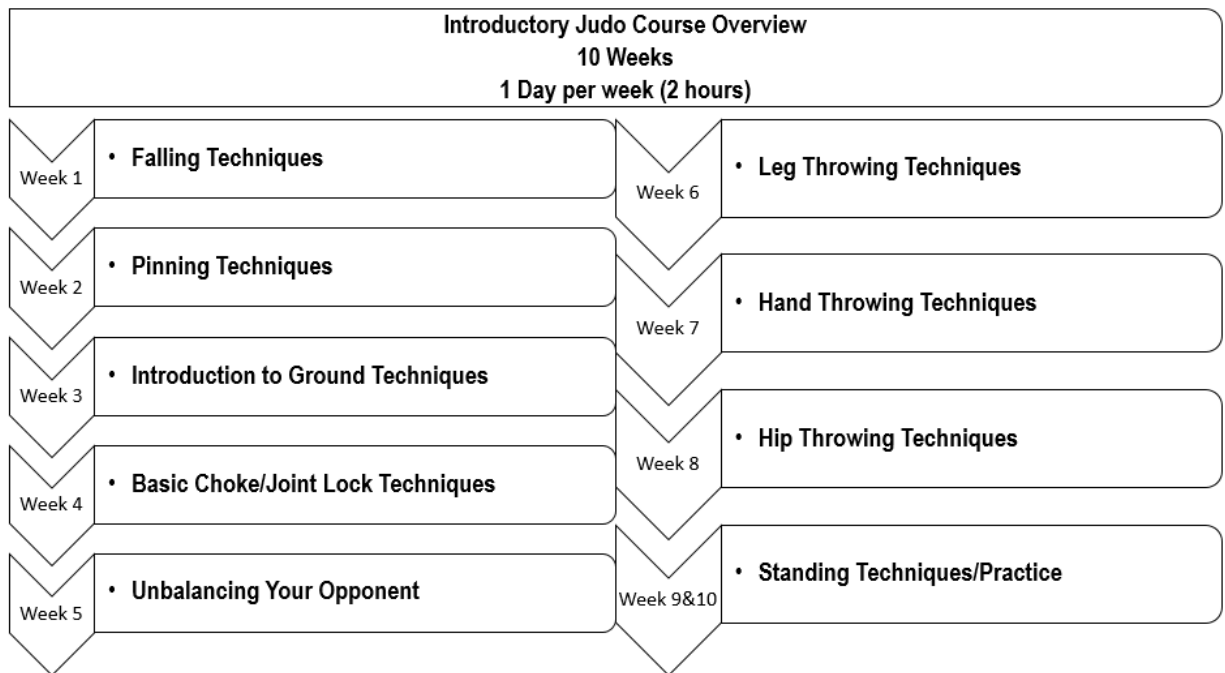 Introductory Judo Course Overview
10 Weeks
1 Day per week (2 hours)
Week 1
• Falling Techniques
Week 2
• Pinning Techniques
Week 3
• Introduction to Ground Techniques
Week 4
• Basic Choke/Joint Lock Techniques
Week 5
• Unbalancing Your Opponent
Week 6
• Leg Throwing Techniques
Week 7
• Hand Throwing Techniques
Week 8
• Hip Throwing Techniques
Week 9&10
• Standing Techniques/Practice